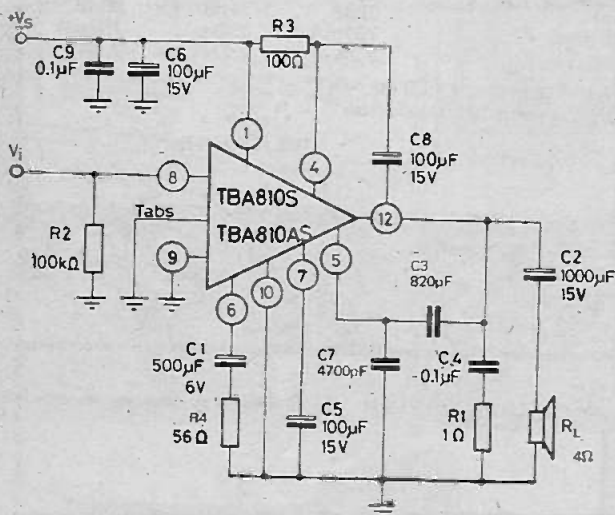 +Vs
R3
100Ω
C9
0.1µF
C6
100µF
15V
1
4
C8
100µF
15V
Vi
8
TBA810S
12
Tabs
TBA810AS
R2
100kΩ
9
5
7
10
6
C3
820pF
C2
1000µF
15V
C1
500µF
6V
C7
4700pF
C4
0.1µF
R4
56Ω
C5
100µF
15V
R1
1Ω
RL
4Ω